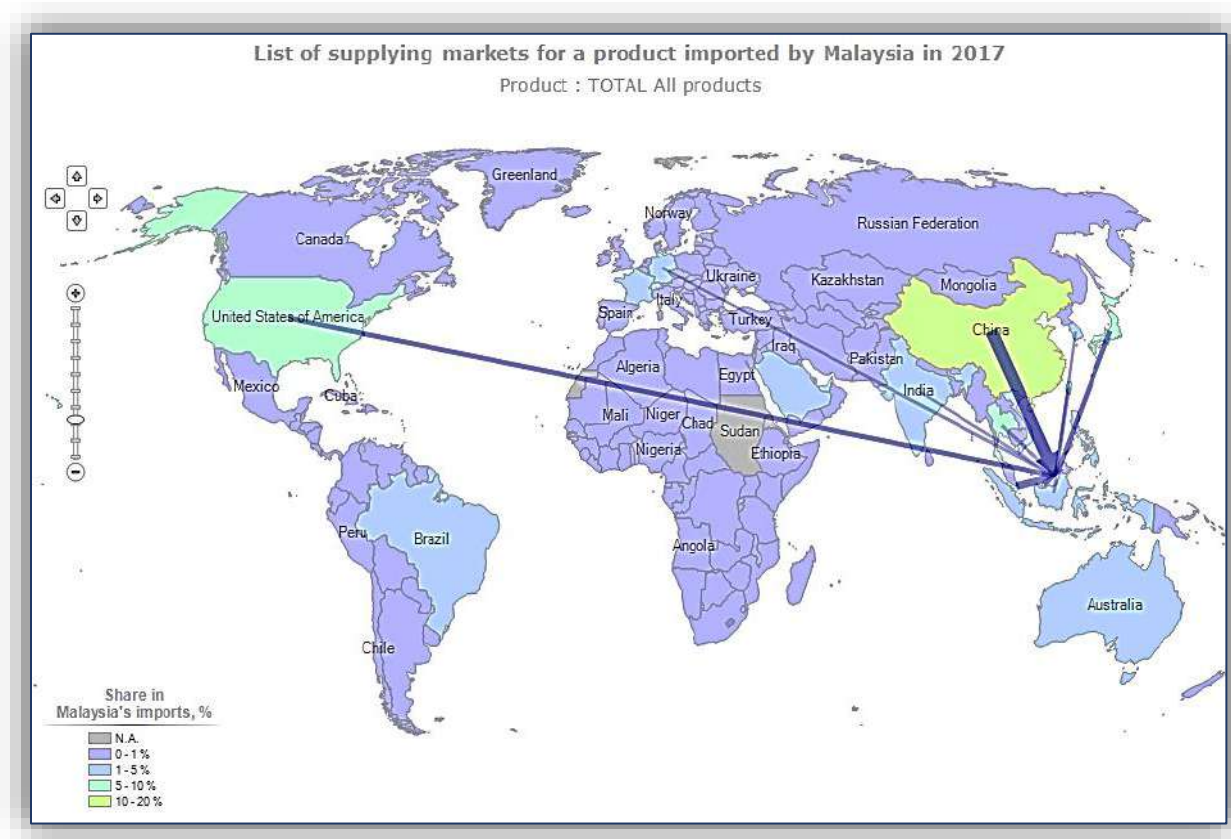 List of supplying markets for a product imported by Malaysia in 2017
Product : TOTAL All products
Greenland
Norway
Russian Federation
Canada
Ukraine
Kazakhstan
Mongolia
United States of America
Italy
Spain
Turkey
China
Iraq
Pakistan
Algeria
Egypt
India
Mexico
Cuba
Mali
Niger
Chad
Sudan
Nigeria
Ethiopia
Peru
Brazil
Angola
Australia
Chile
Share in
Malaysia's imports, %
N.A.
0 - 1 %
1 - 5 %
5 - 10 %
10 - 20 %